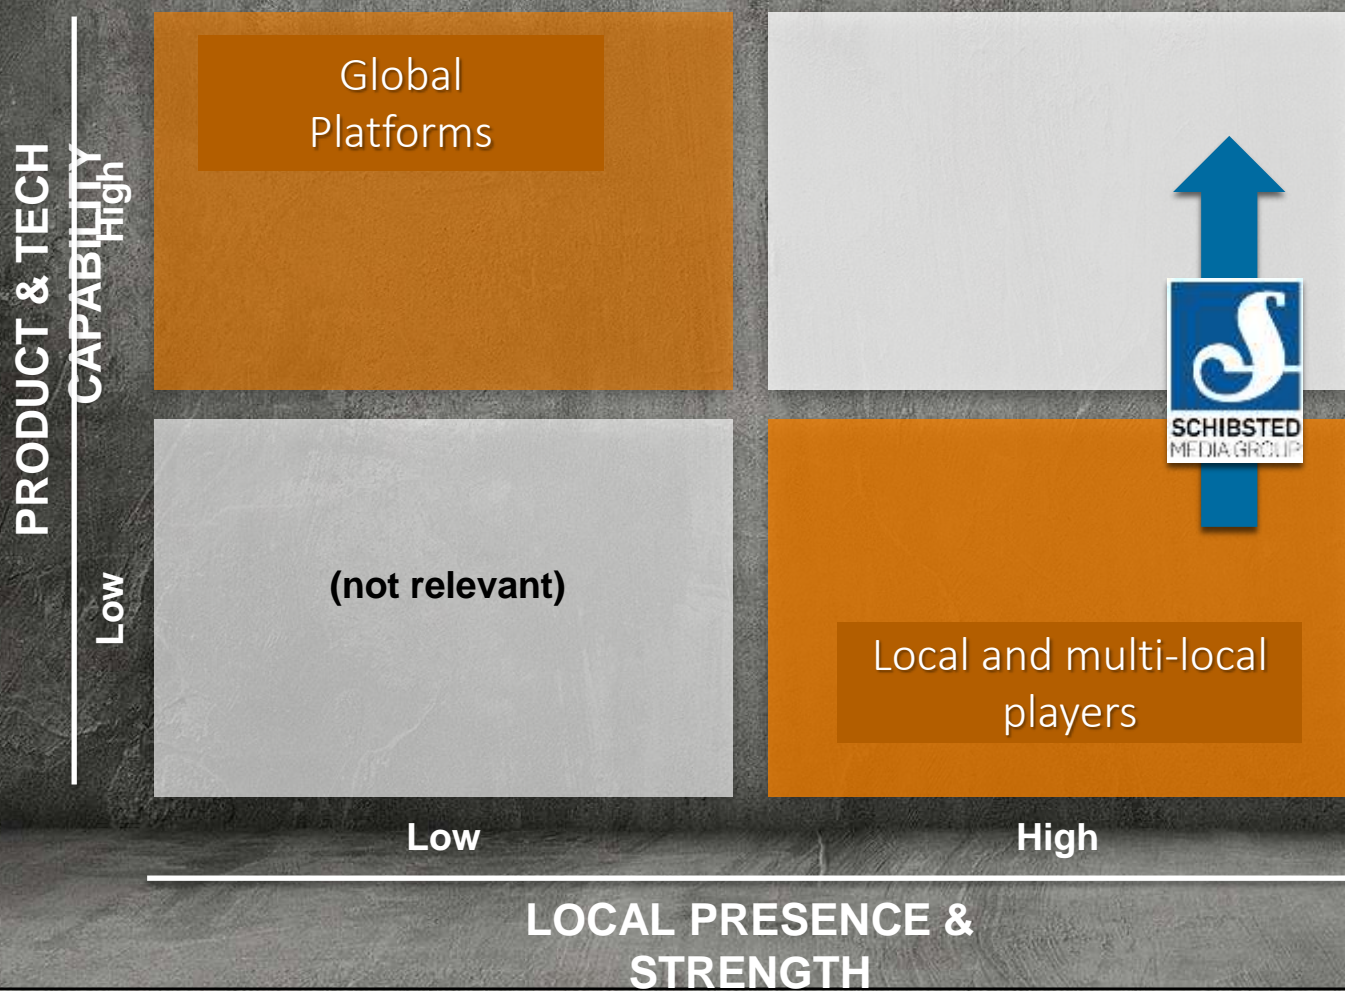 PRODUCT & TECH
CAPABILITY
High
Low
Global
Platforms
SCHIBSTED
MEDIA GROUP
(not relevant)
Local and multi-local
players
Low
High
LOCAL PRESENCE &
STRENGTH